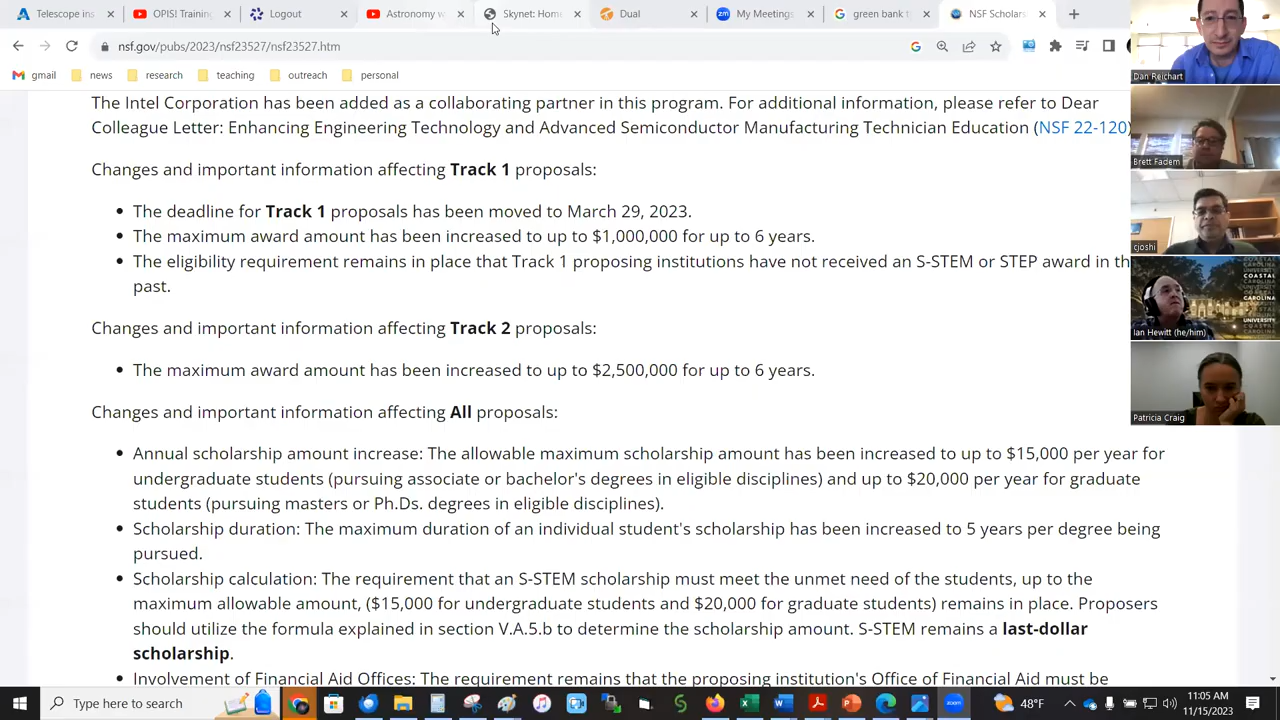 Telescope ins
OPIS! Training
Logout
Astronomy w
Skynet: Hom
Dual
My Meetings
green bank t
NSF Scholars
nsf.gov/pubs/2023/nsf23527/nsf23527.htm
gmail
news
research
teaching
outreach
personal
The Intel Corporation has been added as a collaborating partner in this program. For additional information, please refer to Dear
Colleague Letter: Enhancing Engineering Technology and Advanced Semiconductor Manufacturing Technician Education (NSF 22-120)
Changes and important information affecting Track 1 proposals:
The deadline for Track 1 proposals has been moved to March 29, 2023.
The maximum award amount has been increased to up to $1,000,000 for up to 6 years.
The eligibility requirement remains in place that Track 1 proposing institutions have not received an S-STEM or STEP award in th
past.
Changes and important information affecting Track 2 proposals:
The maximum award amount has been increased to up to $2,500,000 for up to 6 years.
Changes and important information affecting All proposals:
Annual scholarship amount increase: The allowable maximum scholarship amount has been increased to up to $15,000 per year for
undergraduate students (pursuing associate or bachelor's degrees in eligible disciplines) and up to $20,000 per year for graduate
students (pursuing masters or Ph.Ds. degrees in eligible disciplines).
Scholarship duration: The maximum duration of an individual student's scholarship has been increased to 5 years per degree being
pursued.
Scholarship calculation: The requirement that an S-STEM scholarship must meet the unmet need of the students, up to the
maximum allowable amount, ($15,000 for undergraduate students and $20,000 for graduate students) remains in place. Proposers
should utilize the formula explained in section V.A.5.b to determine the scholarship amount. S-STEM remains a last-dollar
scholarship.
Involvement of Financial Aid Offices: The requirement remains that the proposing institution's Office of Financial Aid must be
Dan Reichart
Brett Fadem
cjoshi
COASTAL
CAROLINA
UNIVERSITY
Ian Hewitt (he/him)
Patricia Craig
Type here to search
48°F
11:05 AM
11/15/2023